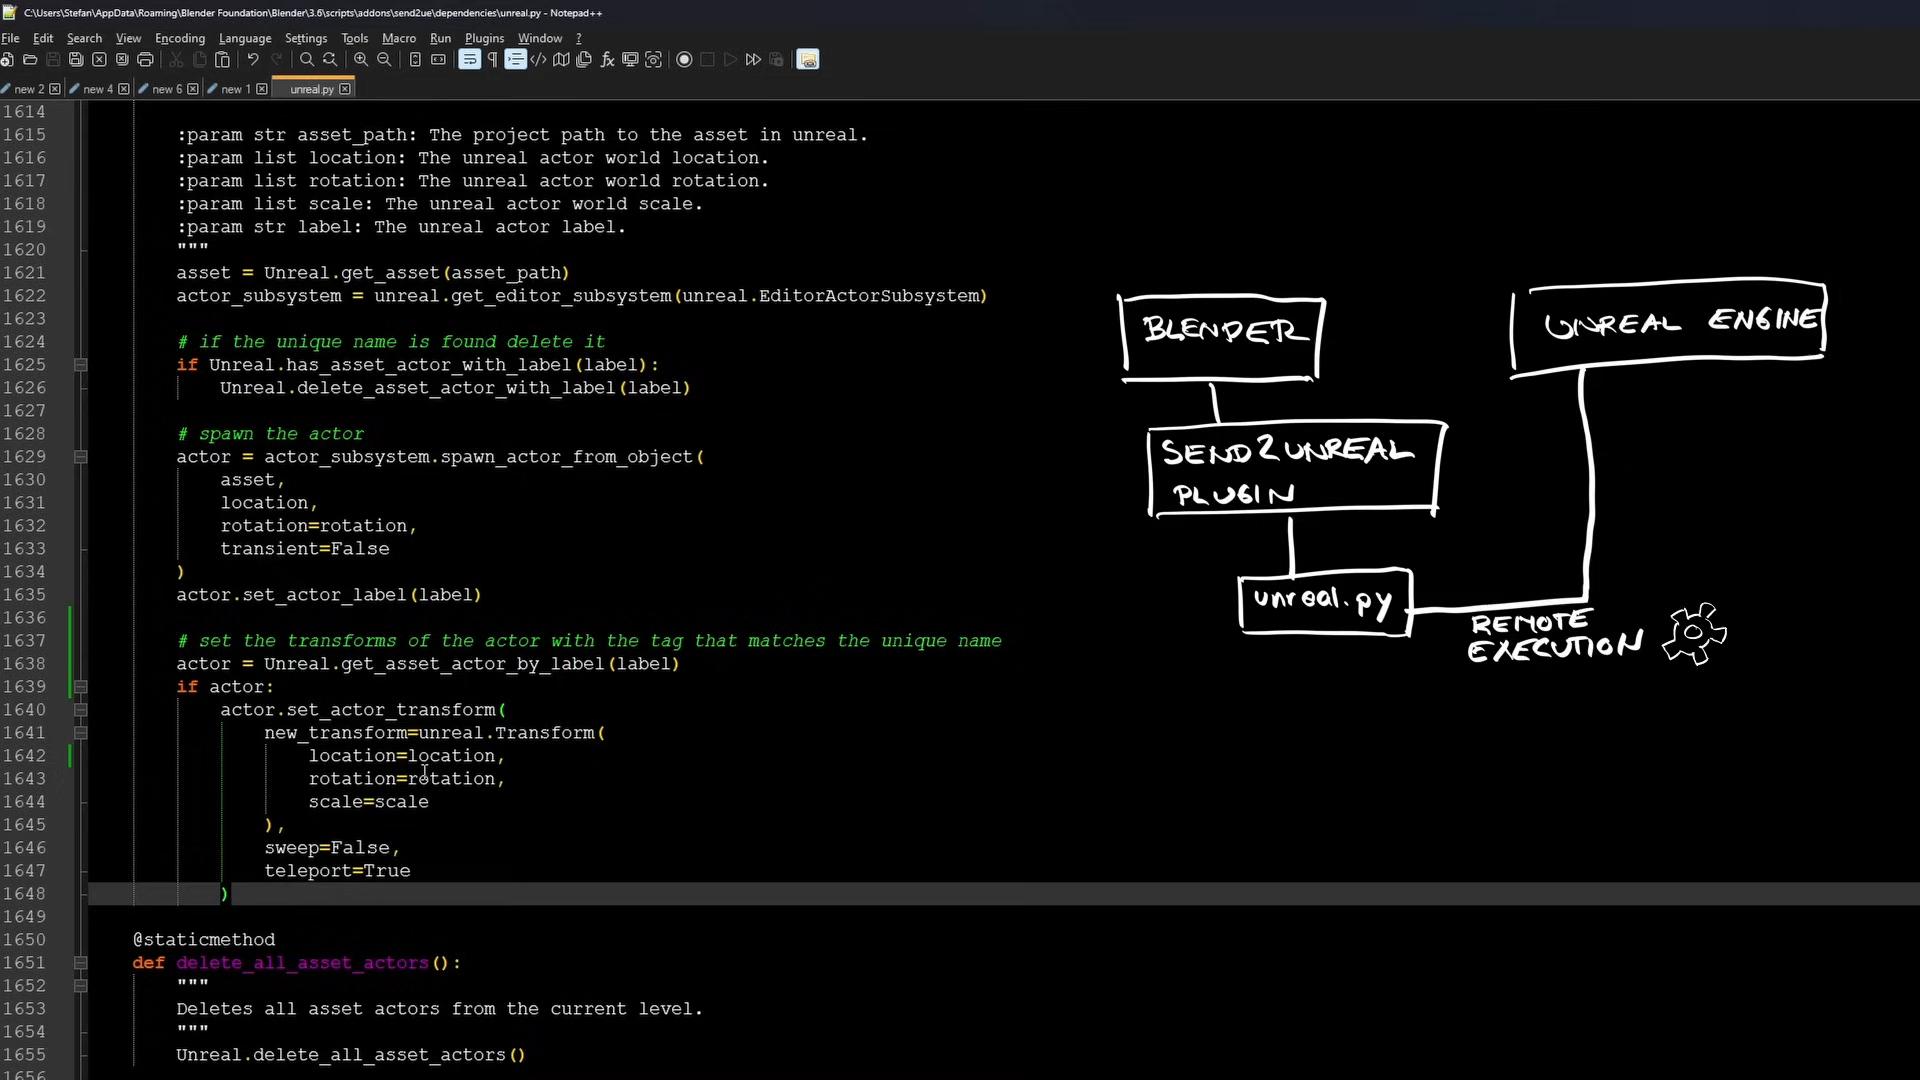 C:\Users\Stefan\AppData\Roaming\Blender Foundation\Blender\3.6\scripts\addons\send2ue\dependencies\unreal.py - Notepad++
File Edit Search View Encoding Language Settings Tools Macro Run Plugins Window ?
new 2 new 4 new 6 new 1 unreal.py
1614
1615 :param str asset_path: The project path to the asset in unreal.
1616 :param list location: The unreal actor world location.
1617 :param list rotation: The unreal actor world rotation.
1618 :param list scale: The unreal actor world scale.
1619 :param str label: The unreal actor label.
1620 """
1621 asset = Unreal.get_asset(asset_path)
1622 actor_subsystem = unreal.get_editor_subsystem(unreal.EditorActorSubsystem)
1623
1624 # if the unique name is found delete it
1625 if Unreal.has_asset_actor_with_label(label):
1626 Unreal.delete_asset_actor_with_label(label)
1627
1628 # spawn the actor
1629 actor = actor_subsystem.spawn_actor_from_object(
1630 asset,
1631 location,
1632 rotation=rotation,
1633 transient=False
1634 )
1635 actor.set_actor_label(label)
1636
1637 # set the transforms of the actor with the tag that matches the unique name
1638 actor = Unreal.get_asset_actor_by_label(label)
1639 if actor:
1640 actor.set_actor_transform(
1641 new_transform=unreal.Transform(
1642 location=location,
1643 rotation=rotation,
1644 scale=scale
1645 ),
1646 sweep=False,
1647 teleport=True
1648 )
1649
1650 @staticmethod
1651 def delete_all_asset_actors():
1652 """
1653 Deletes all asset actors from the current level.
1654 """
1655 Unreal.delete_all_asset_actors()
1656
BLENDER
UNREAL ENGINE
SEND2UNREAL
PLUGIN
unreal.py
REMOTE
EXECUTION